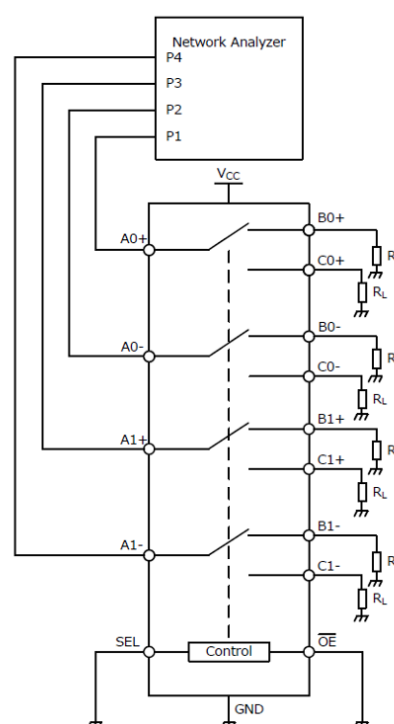 Network Analyzer
P4
P3
P2
P1
VCC
A0+
B0+
R
C0+
RL
A0-
B0-
R
C0-
RL
A1+
B1+
R
C1+
RL
A1-
B1-
R
C1-
RL
SEL
Control
OE
GND